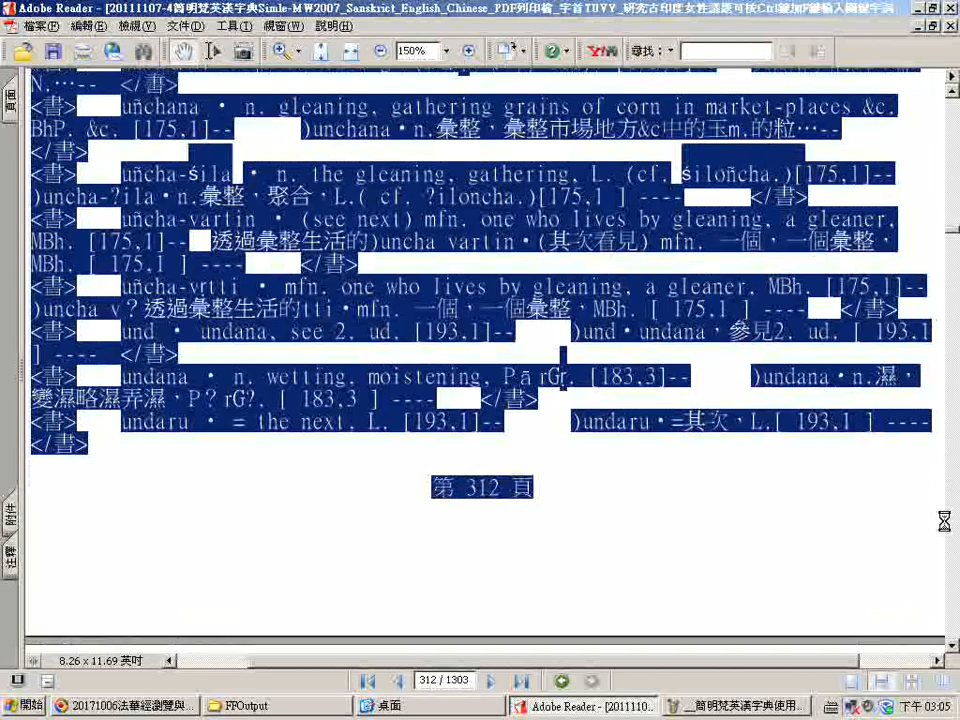 Adobe Reader - [20111107-4簡明梵英漢字典Simle-MW2007_Sanskrict_English_Chinese_PDF列印檔_字首TUVY_研究古印度女性議題可按Ctrl鍵加F鍵輸入關鍵字詞
檔案(F) 編輯(E) 檢視(V) 文件(D) 工具(T) 視窗(W) 說明(H)
150% 尋找：
頁面
N.… </書>
<書> uñchana • n. gleaning, gathering grains of corn in market-places &c.
BhP. &c. [175,1]-- )unchana•n.彙整，彙整市場地方&c中的玉m.的粒…--
</書>
<書> uñcha-śila • n. the gleaning, gathering, L. (cf. śiloñcha.)[175,1]--
)uncha-?ila•n.彙整，聚合，L.( cf. ?iloncha.)[175,1 ] ---- </書>
<書> uñcha-vartin • (see next) mfn. one who lives by gleaning, a gleaner,
MBh. [175,1]-- 透過彙整生活的)uncha vartin•(其次看見) mfn. 一個，一個彙整，
MBh. [ 175,1 ] ---- </書>
<書> uñcha-vṛtti • mfn. one who lives by gleaning, a gleaner, MBh. [175,1]--
)uncha v？透過彙整生活的tti•mfn. 一個，一個彙整，MBh. [ 175,1 ] ---- </書>
<書> und • undana, see 2. ud. [193,1]-- )und•undana，參見2. ud. [ 193,1
] ---- </書>
<書> undana • n. wetting, moistening, PārGṛ. [183,3]-- )undana•n.濕，
變濕略濕弄濕，P？rG?, [ 183,3 ] ---- </書>
<書> undaru • = the next, L. [193,1]-- )undaru•=其次，L.[ 193,1 ] ----
</書>
第 312 頁
附件
注釋
8.26 x 11.69 英吋
312 / 1303
開始 20171006法華經瀏覽與... FFOutput 桌面 Adobe Reader - [201110... __簡明梵英字典使用... 下午 03:05